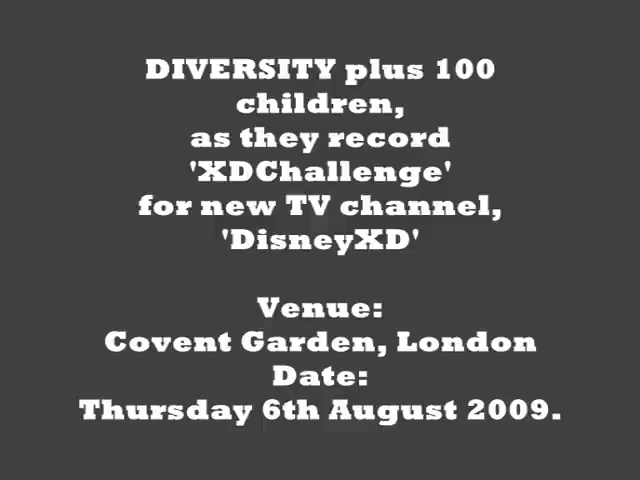 DIVERSITY plus 100
children,
as they record
'XDChallenge'
for new TV channel,
'DisneyXD'
Venue:
Covent Garden, London
Date:
Thursday 6th August 2009.